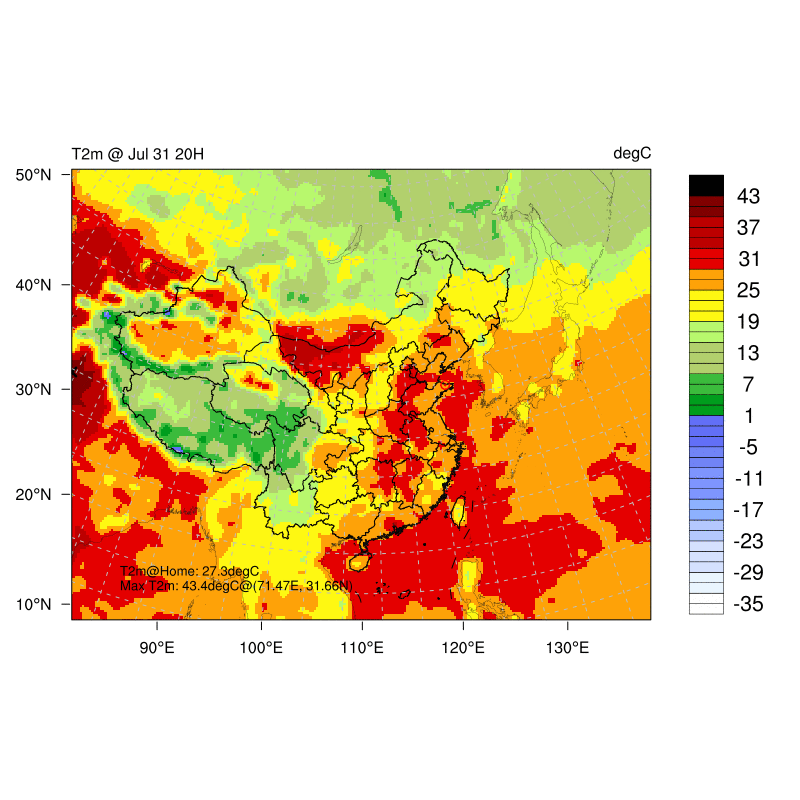 T2m @ Jul 31 20H degC
50°N
40°N
30°N
20°N
10°N
T2m@Home: 27.3degC
Max T2m: 43.4degC@(71.47E, 31.66N)
90°E 100°E 110°E 120°E 130°E
43
37
31
25
19
13
7
1
-5
-11
-17
-23
-29
-35